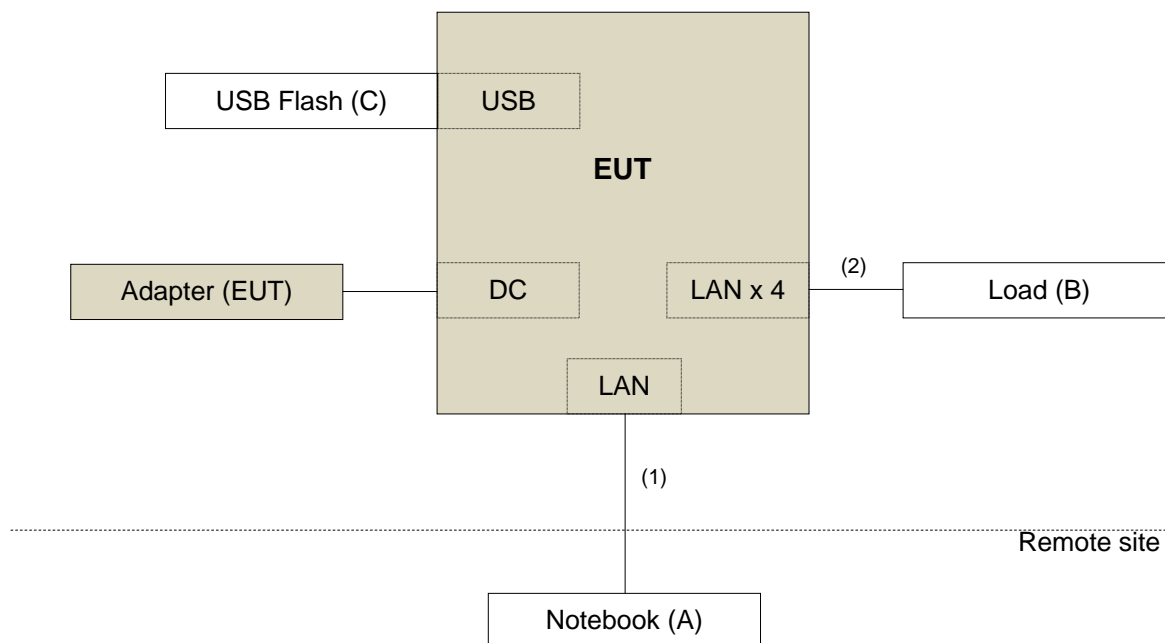 USB Flash (C)
USB
EUT
Adapter (EUT)
DC
LAN x 4
(2)
Load (B)
LAN
(1)
Remote site
Notebook (A)